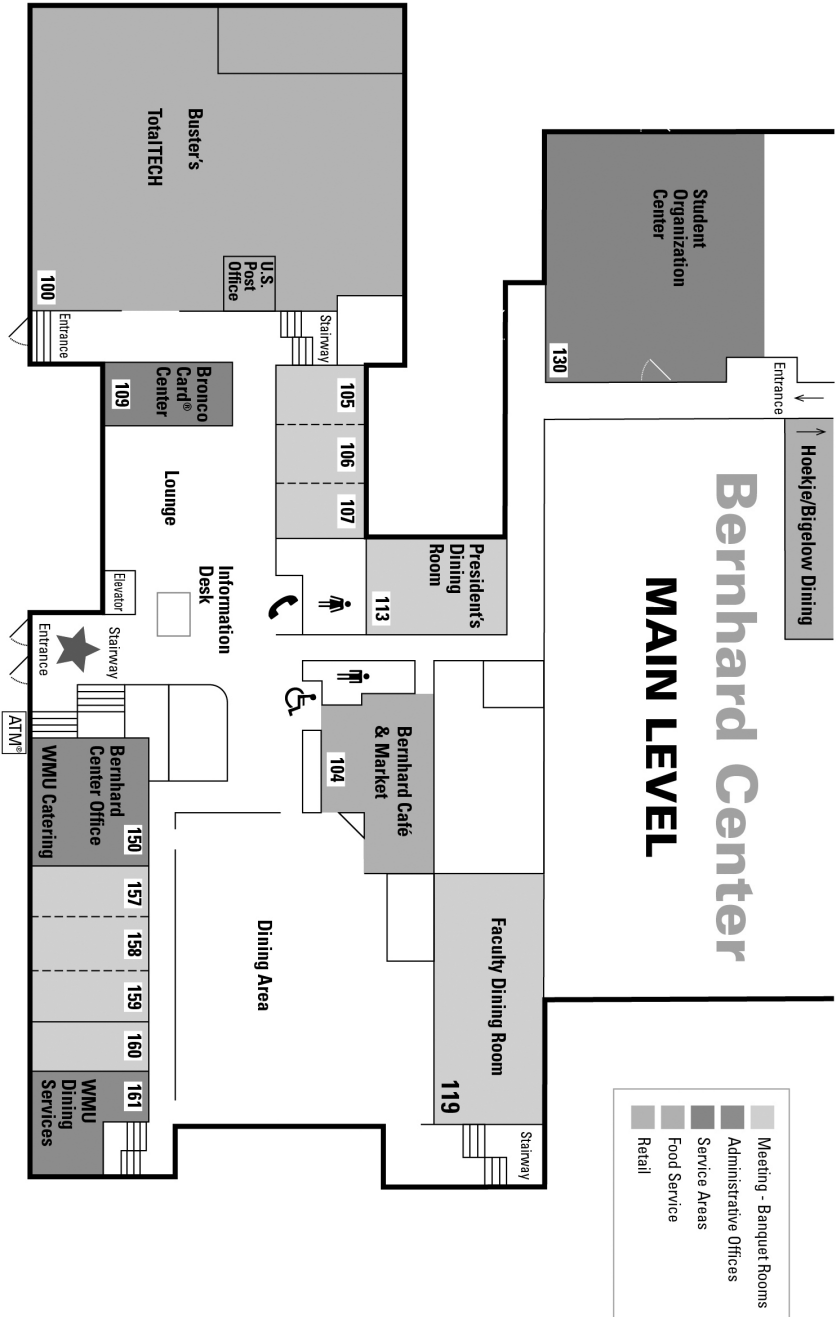 Bernhard Center
MAIN LEVEL
Meeting - Banquet Rooms
Administrative Offices
Service Areas
Food Service
Retail
Hoekje/Bigelow Dining
Entrance
Student
Organization
Center
130
Buster's
TotalTECH
U.S.
Post
Office
100
Stairway
Entrance
Bronco
Card®
Center
109
105
106
107
President's
Dining
Room
113
Lounge
Information
Desk
Elevator
Stairway
Entrance
ATM®
Bernhard Café
& Market
104
Faculty Dining Room
119
Stairway
Dining Area
Bernhard
Center Office
150
WMU Catering
157
158
159
160
161
WMU
Dining
Services